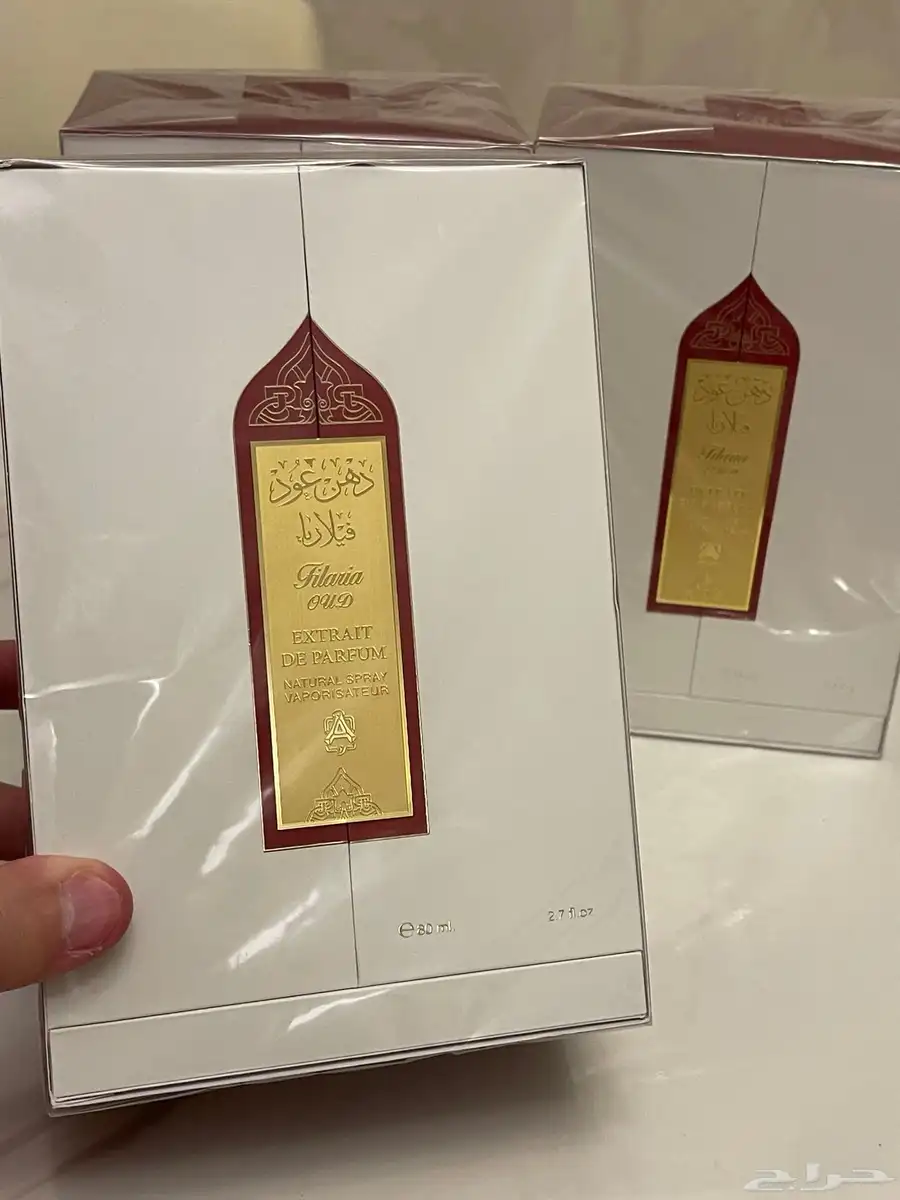 دهن عود
فيلاريا
Filaria
OUD
EXTRAIT
DE PARFUM
NATURAL SPRAY
VAPORISATEUR
A
℮ 80 ml.
2.7 fl.oz
دهن عود
فيلاريا
Filaria
حراج